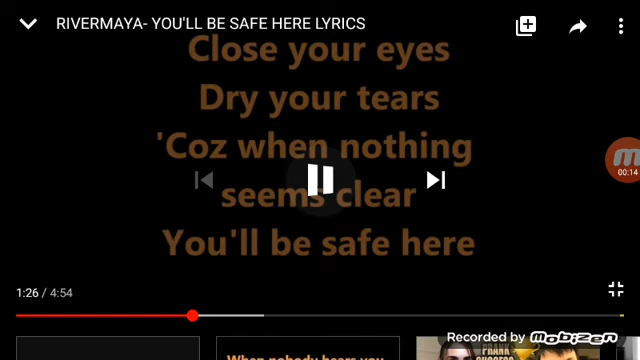 RIVERMAYA- YOU'LL BE SAFE HERE LYRICS
Close your eyes
Dry your tears
'Coz when nothing
seems clear
You'll be safe here
00:14
1:26 / 4:54
When nobody hears you
FRANK
Recorded by Mobizen